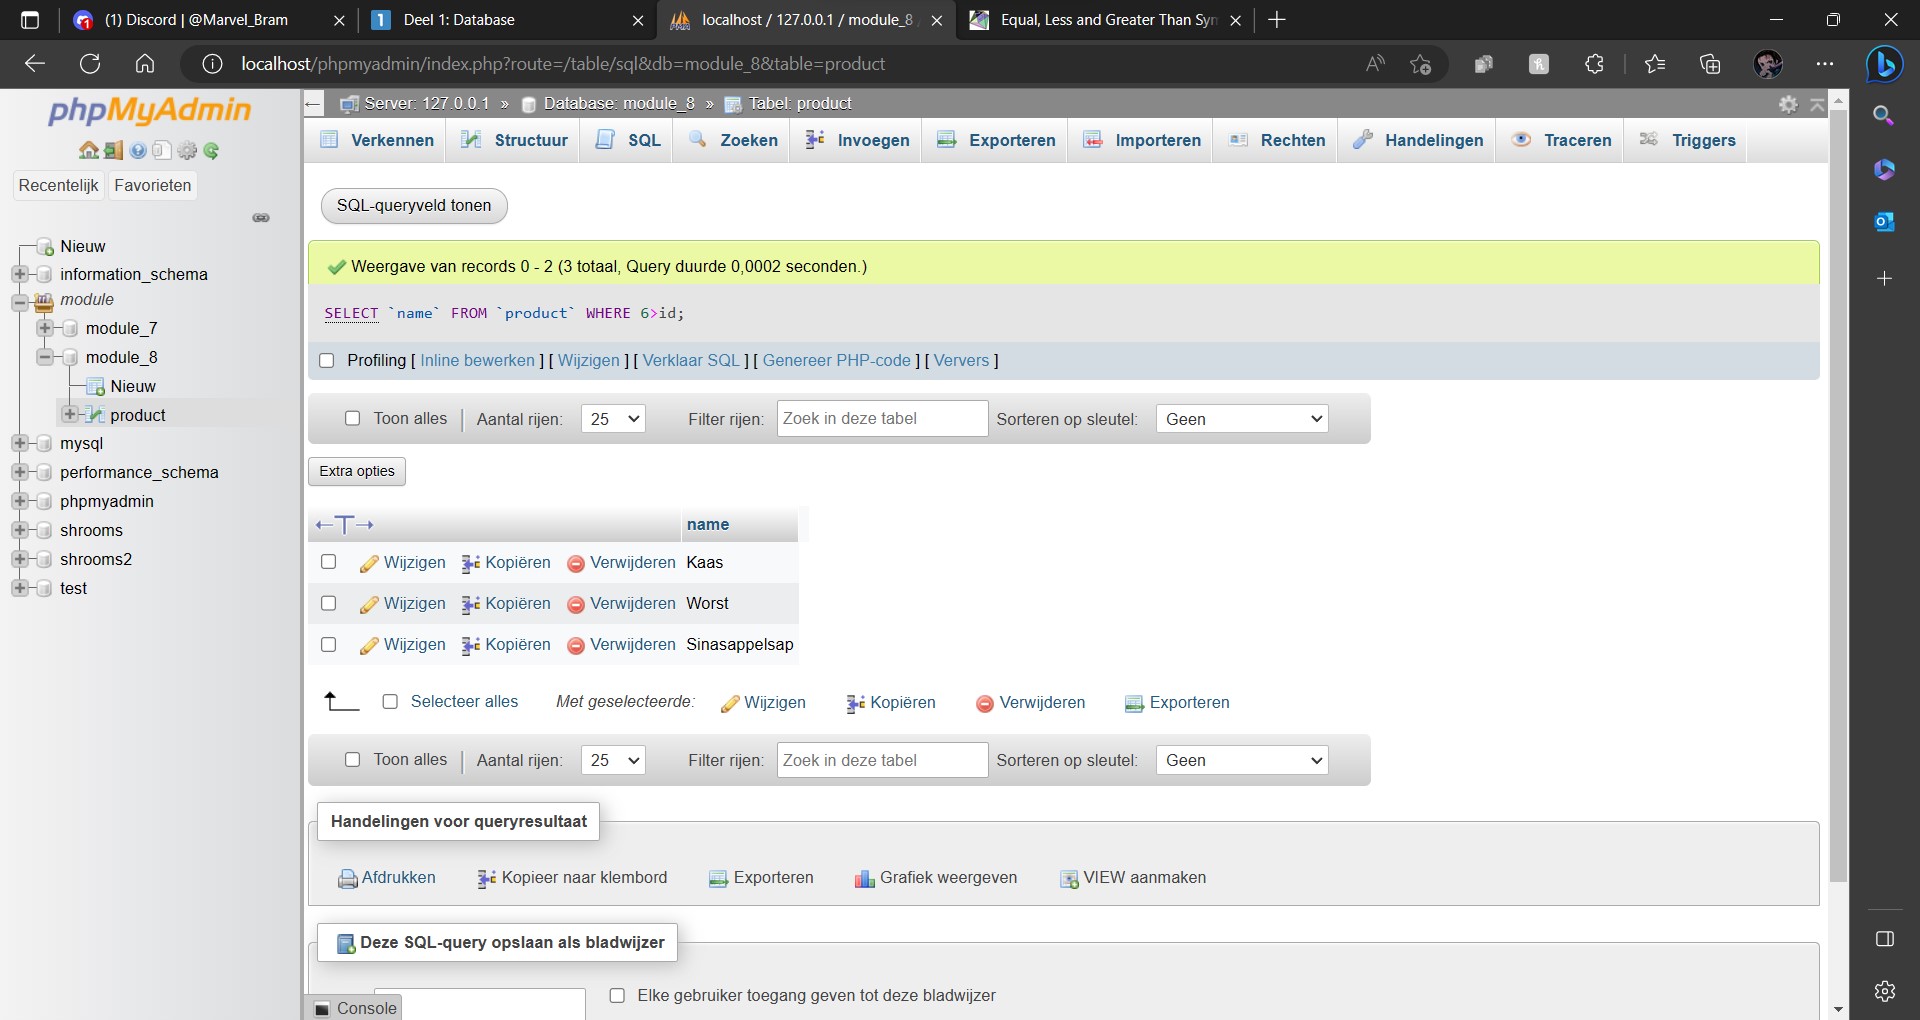 (1) Discord | @Marvel_Bram
Deel 1: Database
localhost / 127.0.0.1 / module_8
Equal, Less and Greater Than Sym
localhost/phpmyadmin/index.php?route=/table/sql&db=module_8&table=product
phpMyAdmin
Recentelijk Favorieten
Nieuw
information_schema
module
module_7
module_8
Nieuw
product
mysql
performance_schema
phpmyadmin
shrooms
shrooms2
test
Server: 127.0.0.1 » Database: module_8 » Tabel: product
Verkennen Structuur SQL Zoeken Invoegen Exporteren Importeren Rechten Handelingen Traceren Triggers
SQL-queryveld tonen
Weergave van records 0 - 2 (3 totaal, Query duurde 0,0002 seconden.)
SELECT `name` FROM `product` WHERE 6>id;
Profiling [ Inline bewerken ] [ Wijzigen ] [ Verklaar SQL ] [ Genereer PHP-code ] [ Ververs ]
Toon alles | Aantal rijen: 25 Filter rijen: Zoek in deze tabel Sorteren op sleutel: Geen
Extra opties
←T→ name
Wijzigen Kopiëren Verwijderen Kaas
Wijzigen Kopiëren Verwijderen Worst
Wijzigen Kopiëren Verwijderen Sinasappelsap
Selecteer alles Met geselecteerde: Wijzigen Kopiëren Verwijderen Exporteren
Toon alles | Aantal rijen: 25 Filter rijen: Zoek in deze tabel Sorteren op sleutel: Geen
Handelingen voor queryresultaat
Afdrukken Kopieer naar klembord Exporteren Grafiek weergeven VIEW aanmaken
Deze SQL-query opslaan als bladwijzer
Elke gebruiker toegang geven tot deze bladwijzer
Console